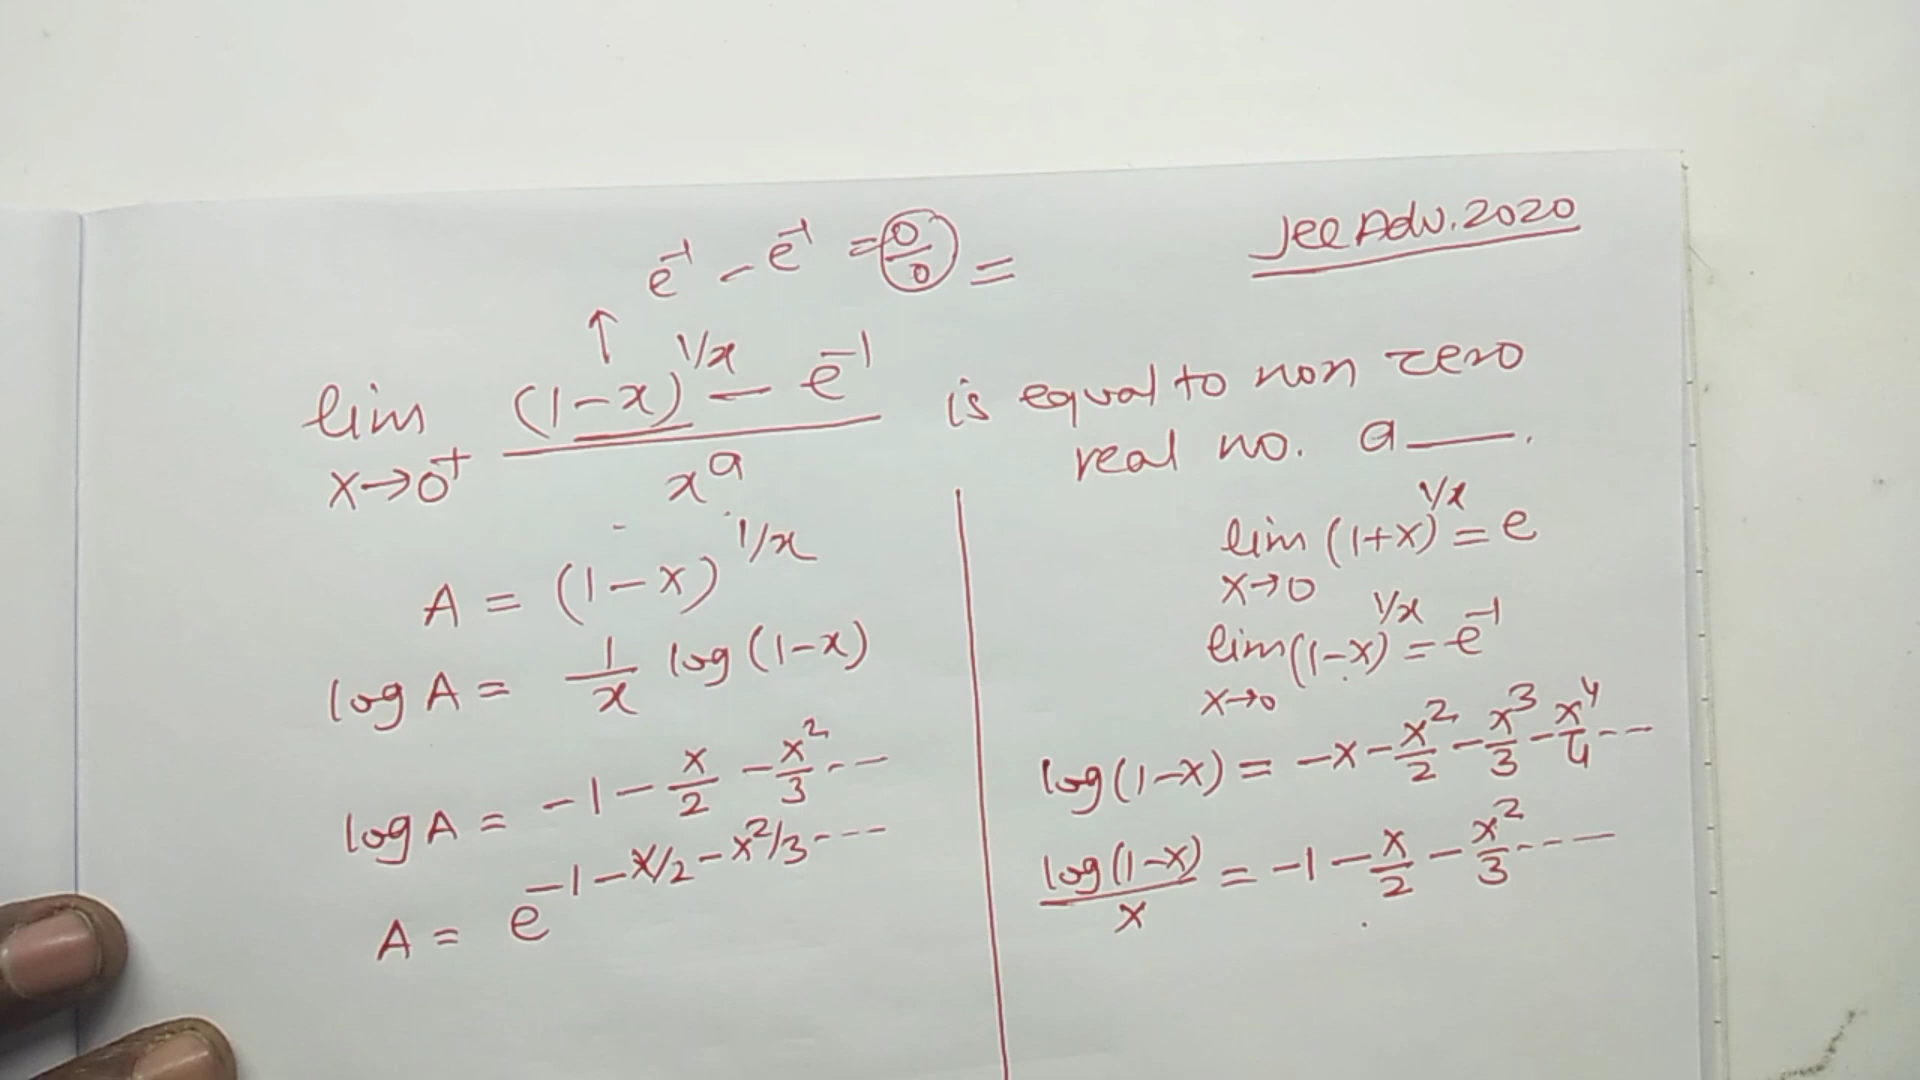 Jee Adv. 2020
e⁻¹ - e⁻¹ = 0/0 =
↑
lim x→0⁺ ((1-x)^(1/x) - e⁻¹)/x^a is equal to non zero
real no. a ___.
A = (1-x)^(1/x)
log A = 1/x log(1-x)
log A = -1 - x/2 - x²/3 ---
A = e^(-1 - x/2 - x²/3 ---)
lim x→0 (1+x)^(1/x) = e
lim x→0 (1-x)^(1/x) = e⁻¹
log(1-x) = -x - x²/2 - x³/3 - x⁴/4 ---
log(1-x)/x = -1 - x/2 - x²/3 ----